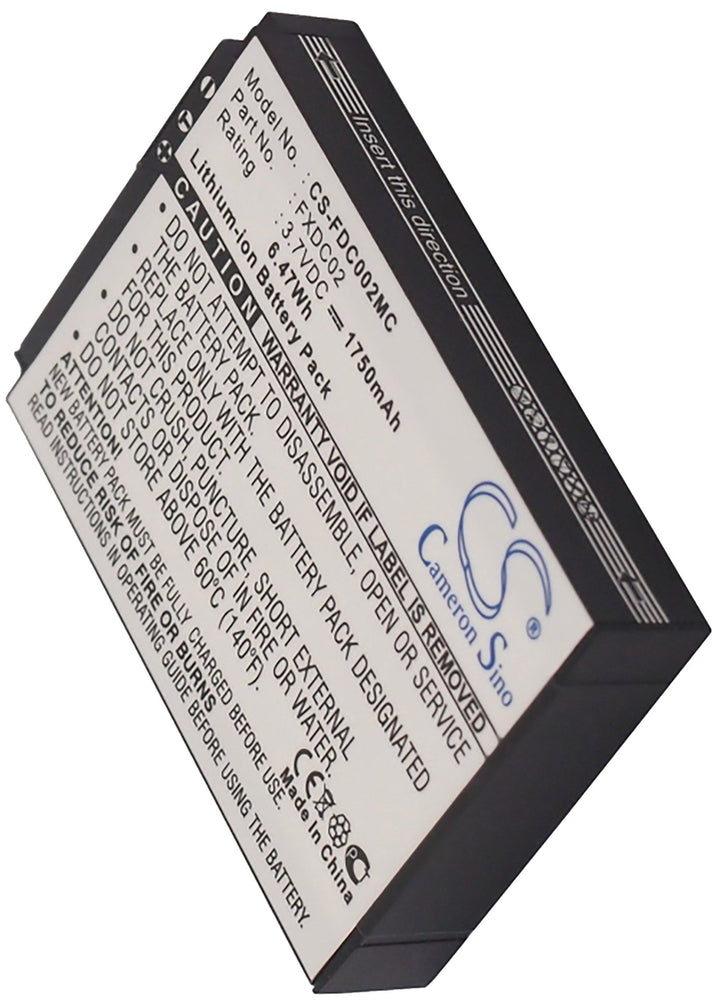 Model No. : CS-FDC002MC
Part No. : FXDC02
Rating : 3.7VDC ⎓ 1750mAh
6.47Wh
Lithium-ion Battery Pack
CAUTION WARRANTY VOID IF LABEL IS REMOVED
• DO NOT ATTEMPT TO DISASSEMBLE, OPEN OR SERVICE
THE BATTERY PACK.
• REPLACE ONLY WITH THE BATTERY PACK DESIGNATED
FOR THIS PRODUCT.
• DO NOT CRUSH, PUNCTURE, SHORT EXTERNAL
CONTACTS OR DISPOSE OF IN FIRE OR WATER.
• DO NOT STORE ABOVE 60°C (140°F).
ATTENTION!
NEW BATTERY PACK MUST BE FULLY CHARGED BEFORE USE.
TO REDUCE RISK OF FIRE OR BURNS
READ INSTRUCTIONS IN OPERATING GUIDE BEFORE USING THE BATTERY.
CE
Made In China
CS®
Cameron Sino
Insert this direction